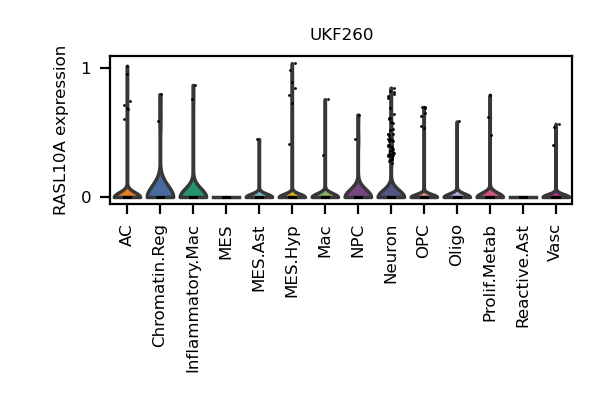 UKF260
RASL10A expression
1
0
AC
Chromatin.Reg
Inflammatory.Mac
MES
MES.Ast
MES.Hyp
Mac
NPC
Neuron
OPC
Oligo
Prolif.Metab
Reactive.Ast
Vasc